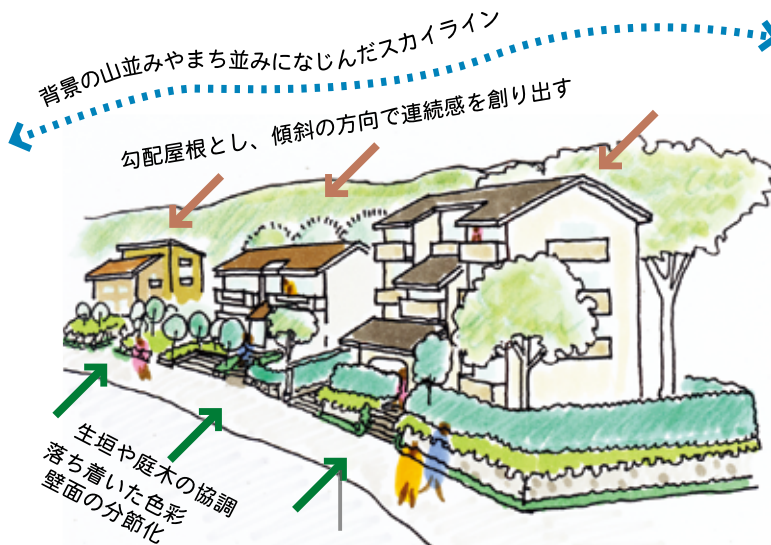 背景の山並みやまち並みになじんだスカイライン
勾配屋根とし、傾斜の方向で連続感を創り出す
生垣や庭木の協調
落ち着いた色彩
壁面の分節化